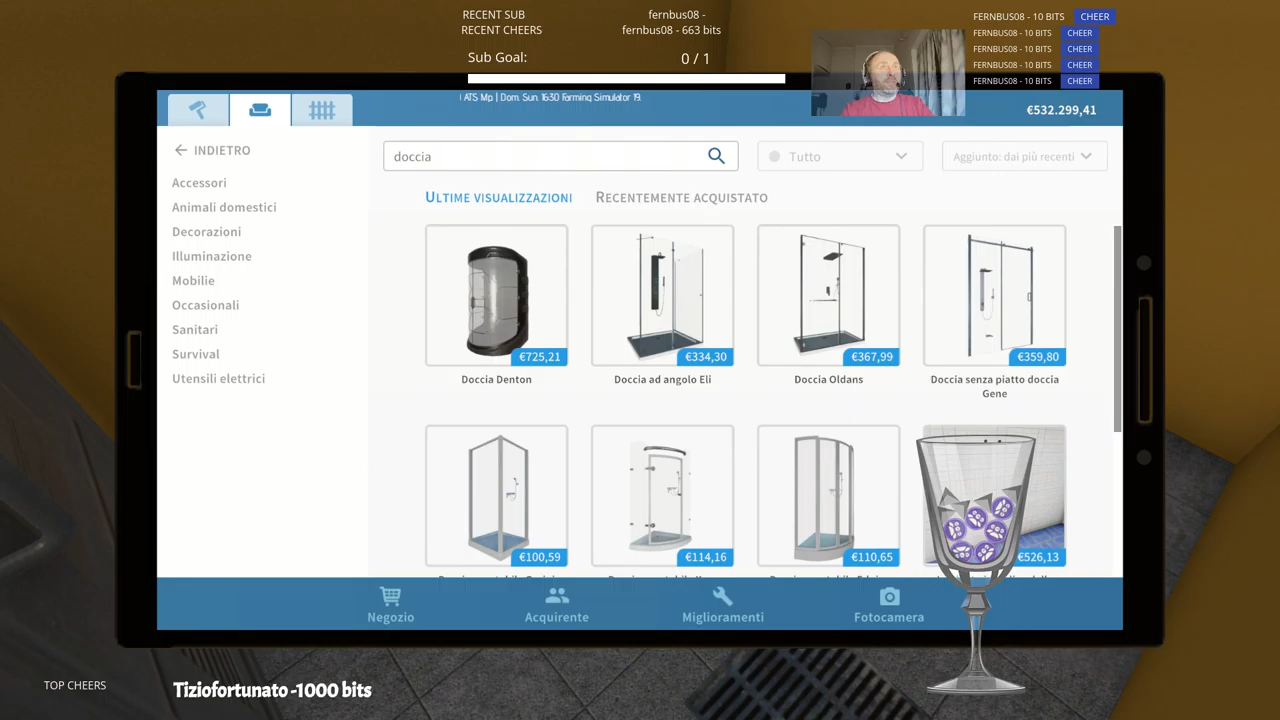 RECENT SUB
fernbus08 -
RECENT CHEERS
fernbus08 - 663 bits
Sub Goal:
0 / 1
FERNBUS08 - 10 BITS CHEER
FERNBUS08 - 10 BITS CHEER
FERNBUS08 - 10 BITS CHEER
FERNBUS08 - 10 BITS CHEER
FERNBUS08 - 10 BITS CHEER
ATS Mp. | Dom. Sun. 16:30 Farming Simulator 19.
€532.299,41
INDIETRO
doccia
Tutto
Aggiunto: dai più recenti
Accessori
Animali domestici
Decorazioni
Illuminazione
Mobilie
Occasionali
Sanitari
Survival
Utensili elettrici
ULTIME VISUALIZZAZIONI
RECENTEMENTE ACQUISTATO
€725,21
€334,30
€367,99
€359,80
Doccia Denton
Doccia ad angolo Eli
Doccia Oldans
Doccia senza piatto doccia
Gene
€100,59
€114,16
€110,65
€526,13
Negozio
Acquirente
Miglioramenti
Fotocamera
TOP CHEERS
Tiziofortunato -1000 bits